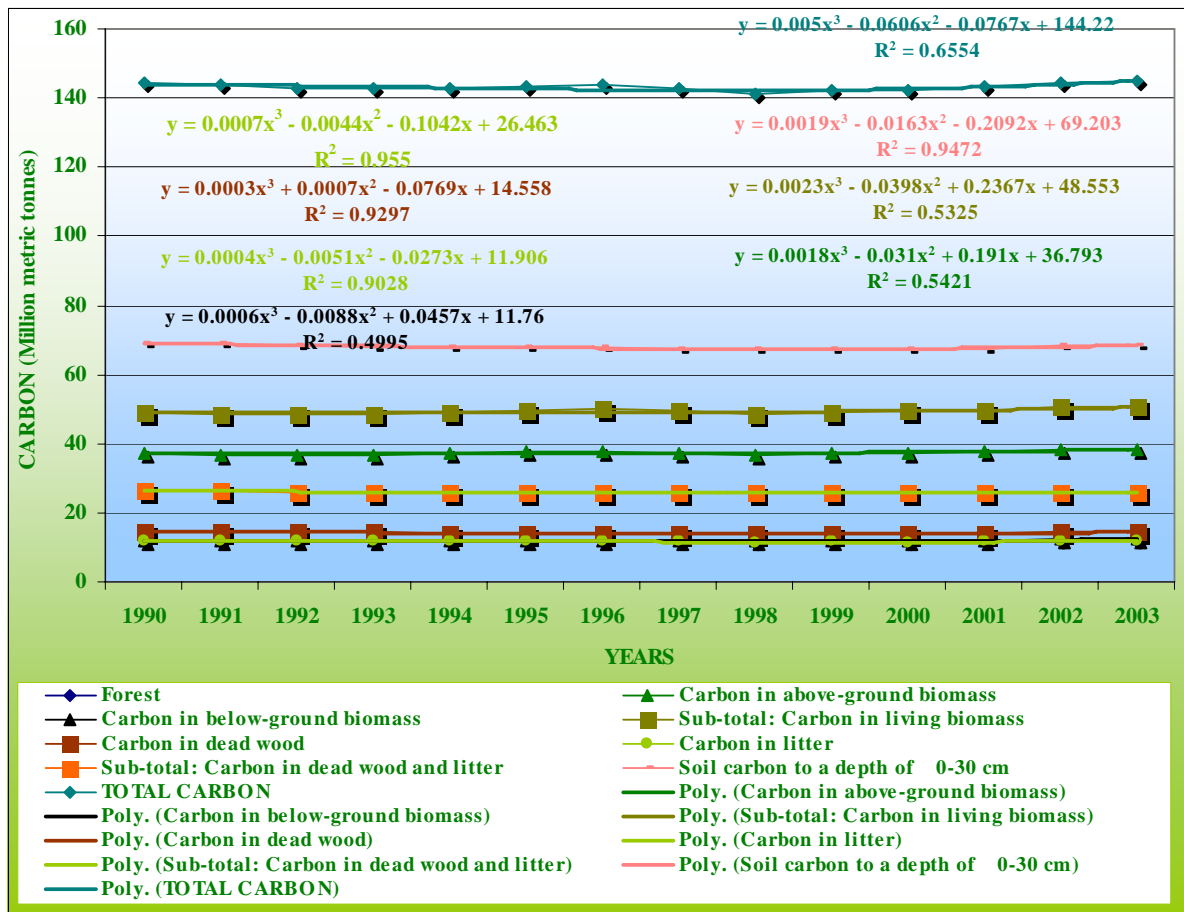 160
140
120
100
80
60
40
20
0
CARBON (Million metric tonnes)
y = 0.005x³ - 0.0606x² - 0.0767x + 144.22
R² = 0.6554
y = 0.0007x³ - 0.0044x² - 0.1042x + 26.463
R² = 0.955
y = 0.0019x³ - 0.0163x² - 0.2092x + 69.203
R² = 0.9472
y = 0.0003x³ + 0.0007x² - 0.0769x + 14.558
R² = 0.9297
y = 0.0023x³ - 0.0398x² + 0.2367x + 48.553
R² = 0.5325
y = 0.0004x³ - 0.0051x² - 0.0273x + 11.906
R² = 0.9028
y = 0.0018x³ - 0.031x² + 0.191x + 36.793
R² = 0.5421
y = 0.0006x³ - 0.0088x² + 0.0457x + 11.76
R² = 0.4995
1990 1991 1992 1993 1994 1995 1996 1997 1998 1999 2000 2001 2002 2003
YEARS
Forest
Carbon in above-ground biomass
Carbon in below-ground biomass
Sub-total: Carbon in living biomass
Carbon in dead wood
Carbon in litter
Sub-total: Carbon in dead wood and litter
Soil carbon to a depth of 0-30 cm
TOTAL CARBON
Poly. (Carbon in above-ground biomass)
Poly. (Carbon in below-ground biomass)
Poly. (Sub-total: Carbon in living biomass)
Poly. (Carbon in dead wood)
Poly. (Carbon in litter)
Poly. (Sub-total: Carbon in dead wood and litter)
Poly. (Soil carbon to a depth of 0-30 cm)
Poly. (TOTAL CARBON)